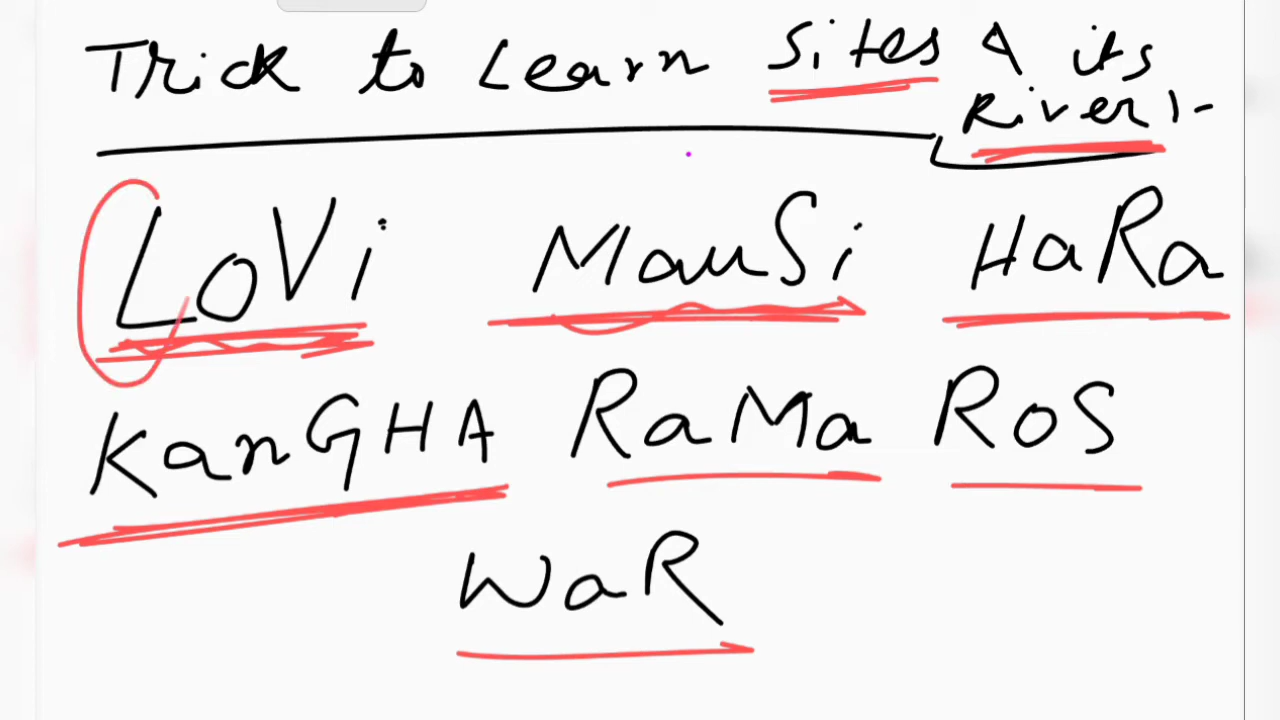 Trick to Learn Sites & its
River :-
LoVi MauSi HaRa
KanGHA RaMa RoS
WaR